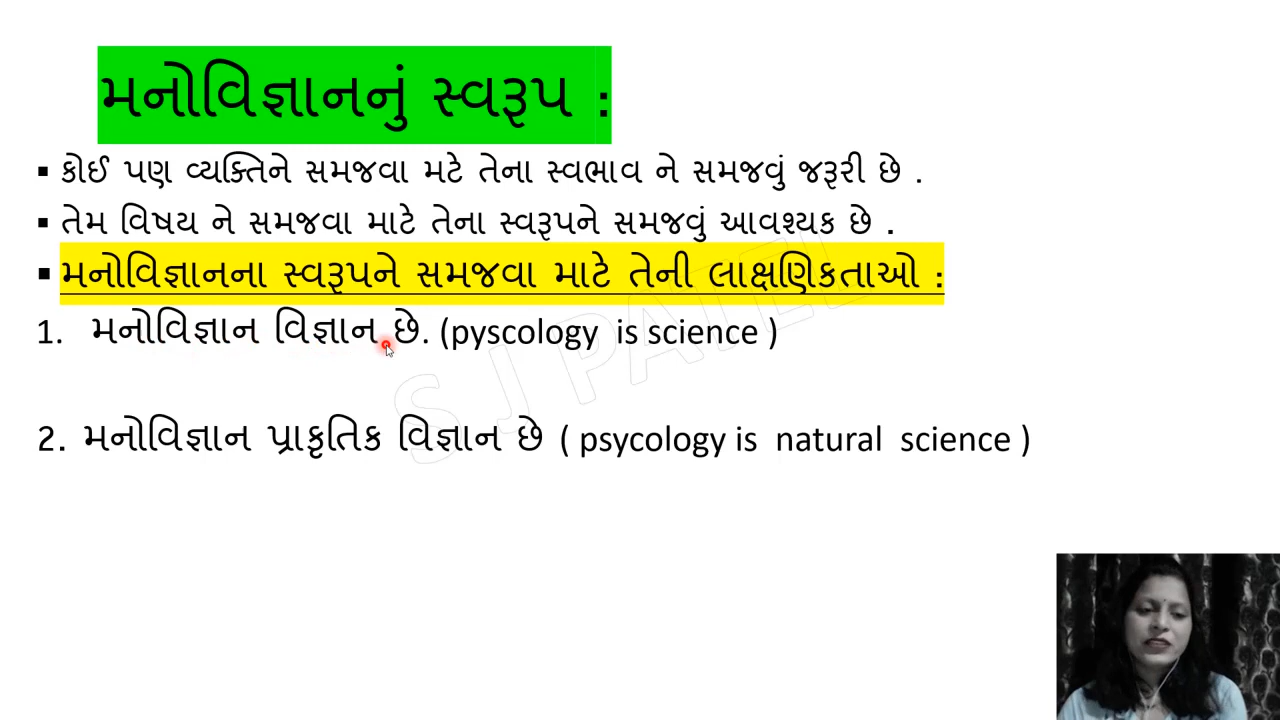 મનોવિજ્ઞાનનું સ્વરૂપ :
▪ કોઈ પણ વ્યક્તિને સમજવા મટે તેના સ્વભાવ ને સમજવું જરૂરી છે .
▪ તેમ વિષય ને સમજવા માટે તેના સ્વરૂપને સમજવું આવશ્યક છે .
▪ મનોવિજ્ઞાનના સ્વરૂપને સમજવા માટે તેની લાક્ષણિકતાઓ :
1. મનોવિજ્ઞાન વિજ્ઞાન છે. (pyscology is science )
2. મનોવિજ્ઞાન પ્રાકૃતિક વિજ્ઞાન છે ( psycology is natural science )
S J PATEL